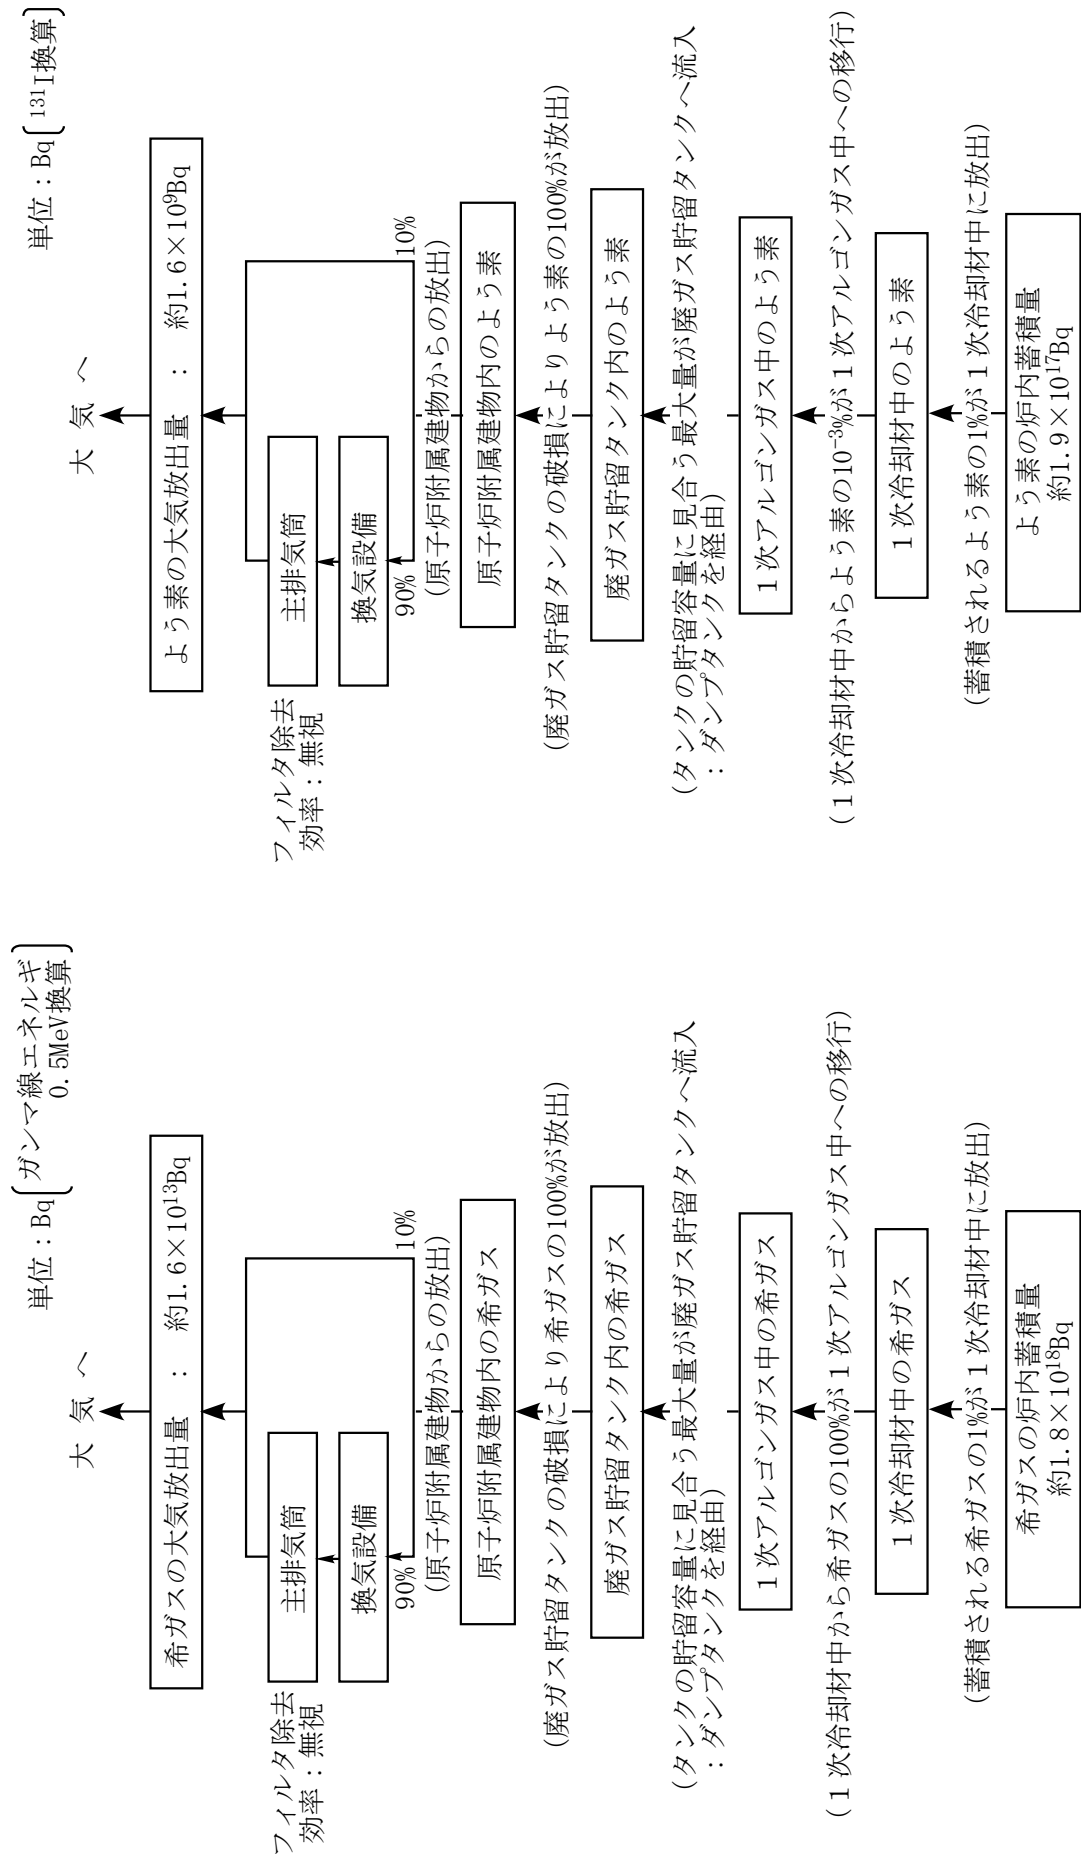 単位：Bq〔ガンマ線エネルギ
0.5MeV換算〕
大 気 へ
希ガスの大気放出量 ： 約1.6×10¹³Bq
フィルタ除去
効率：無視
主排気筒
換気設備
90%
10%
(原子炉附属建物からの放出)
原子炉附属建物内の希ガス
(廃ガス貯留タンクの破損により希ガスの100%が放出)
廃ガス貯留タンク内の希ガス
(タンクの貯留容量に見合う最大量が廃ガス貯留タンクへ流入
：ダンプタンクを経由)
１次アルゴンガス中の希ガス
(１次冷却材中から希ガスの100%が１次アルゴンガス中への移行)
１次冷却材中の希ガス
(蓄積される希ガスの1%が１次冷却材中に放出)
希ガスの炉内蓄積量
約1.8×10¹⁸Bq
単位：Bq〔¹³¹I換算〕
大 気 へ
よう素の大気放出量 ： 約1.6×10⁹Bq
フィルタ除去
効率：無視
主排気筒
換気設備
90%
10%
(原子炉附属建物からの放出)
原子炉附属建物内のよう素
(廃ガス貯留タンクの破損によりよう素の100%が放出)
廃ガス貯留タンク内のよう素
(タンクの貯留容量に見合う最大量が廃ガス貯留タンクへ流入
：ダンプタンクを経由)
１次アルゴンガス中のよう素
(１次冷却材中からよう素の10⁻³%が１次アルゴンガス中への移行)
１次冷却材中のよう素
(蓄積されるよう素の1%が１次冷却材中に放出)
よう素の炉内蓄積量
約1.9×10¹⁷Bq